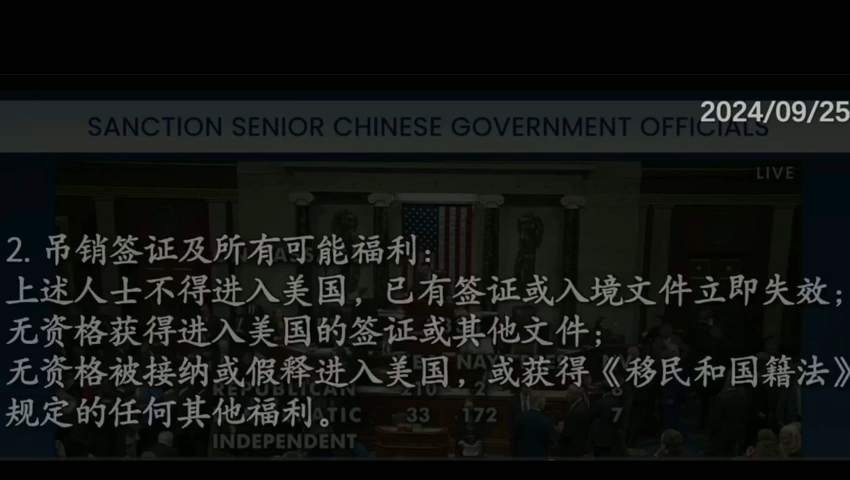 2024/09/25
SANCTION SENIOR CHINESE GOVERNMENT OFFICIALS
LIVE
2. 吊销签证及所有可能福利：
上述人士不得进入美国，已有签证或入境文件立即失效；
无资格获得进入美国的签证或其他文件；
无资格被接纳或假释进入美国，或获得《移民和国籍法》
规定的任何其他福利。
REPUBLICAN 210 2
33 172 7
INDEPENDENT